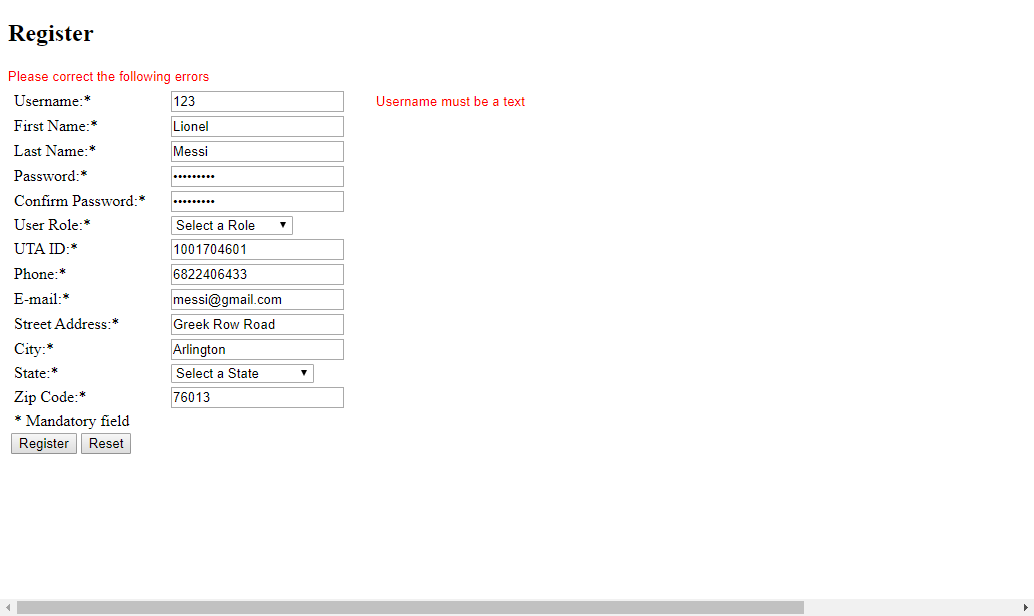 Register
Please correct the following errors
Username:* 123 Username must be a text
First Name:* Lionel
Last Name:* Messi
Password:* •••••••••
Confirm Password:* •••••••••
User Role:* Select a Role
UTA ID:* 1001704601
Phone:* 6822406433
E-mail:* messi@gmail.com
Street Address:* Greek Row Road
City:* Arlington
State:* Select a State
Zip Code:* 76013
* Mandatory field
Register Reset